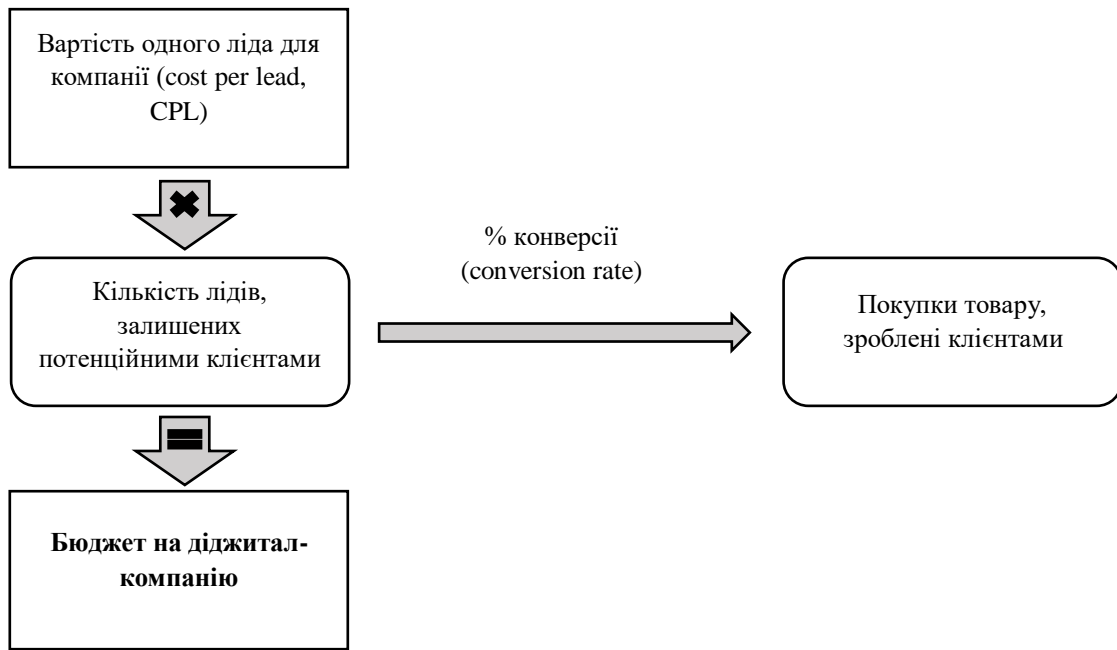 Вартість одного ліда для
компанії (cost per lead,
CPL)
% конверсії
(conversion rate)
Кількість лідів,
залишених
потенційними клієнтами
Покупки товару,
зроблені клієнтами
Бюджет на діджитал-
компанію